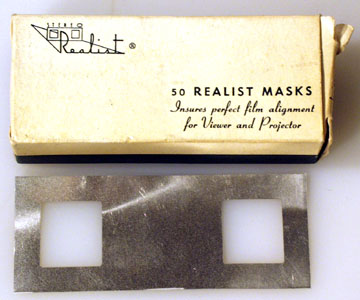 STEREO
Realist ®
50 REALIST MASKS
Insures perfect film alignment
for Viewer and Projector